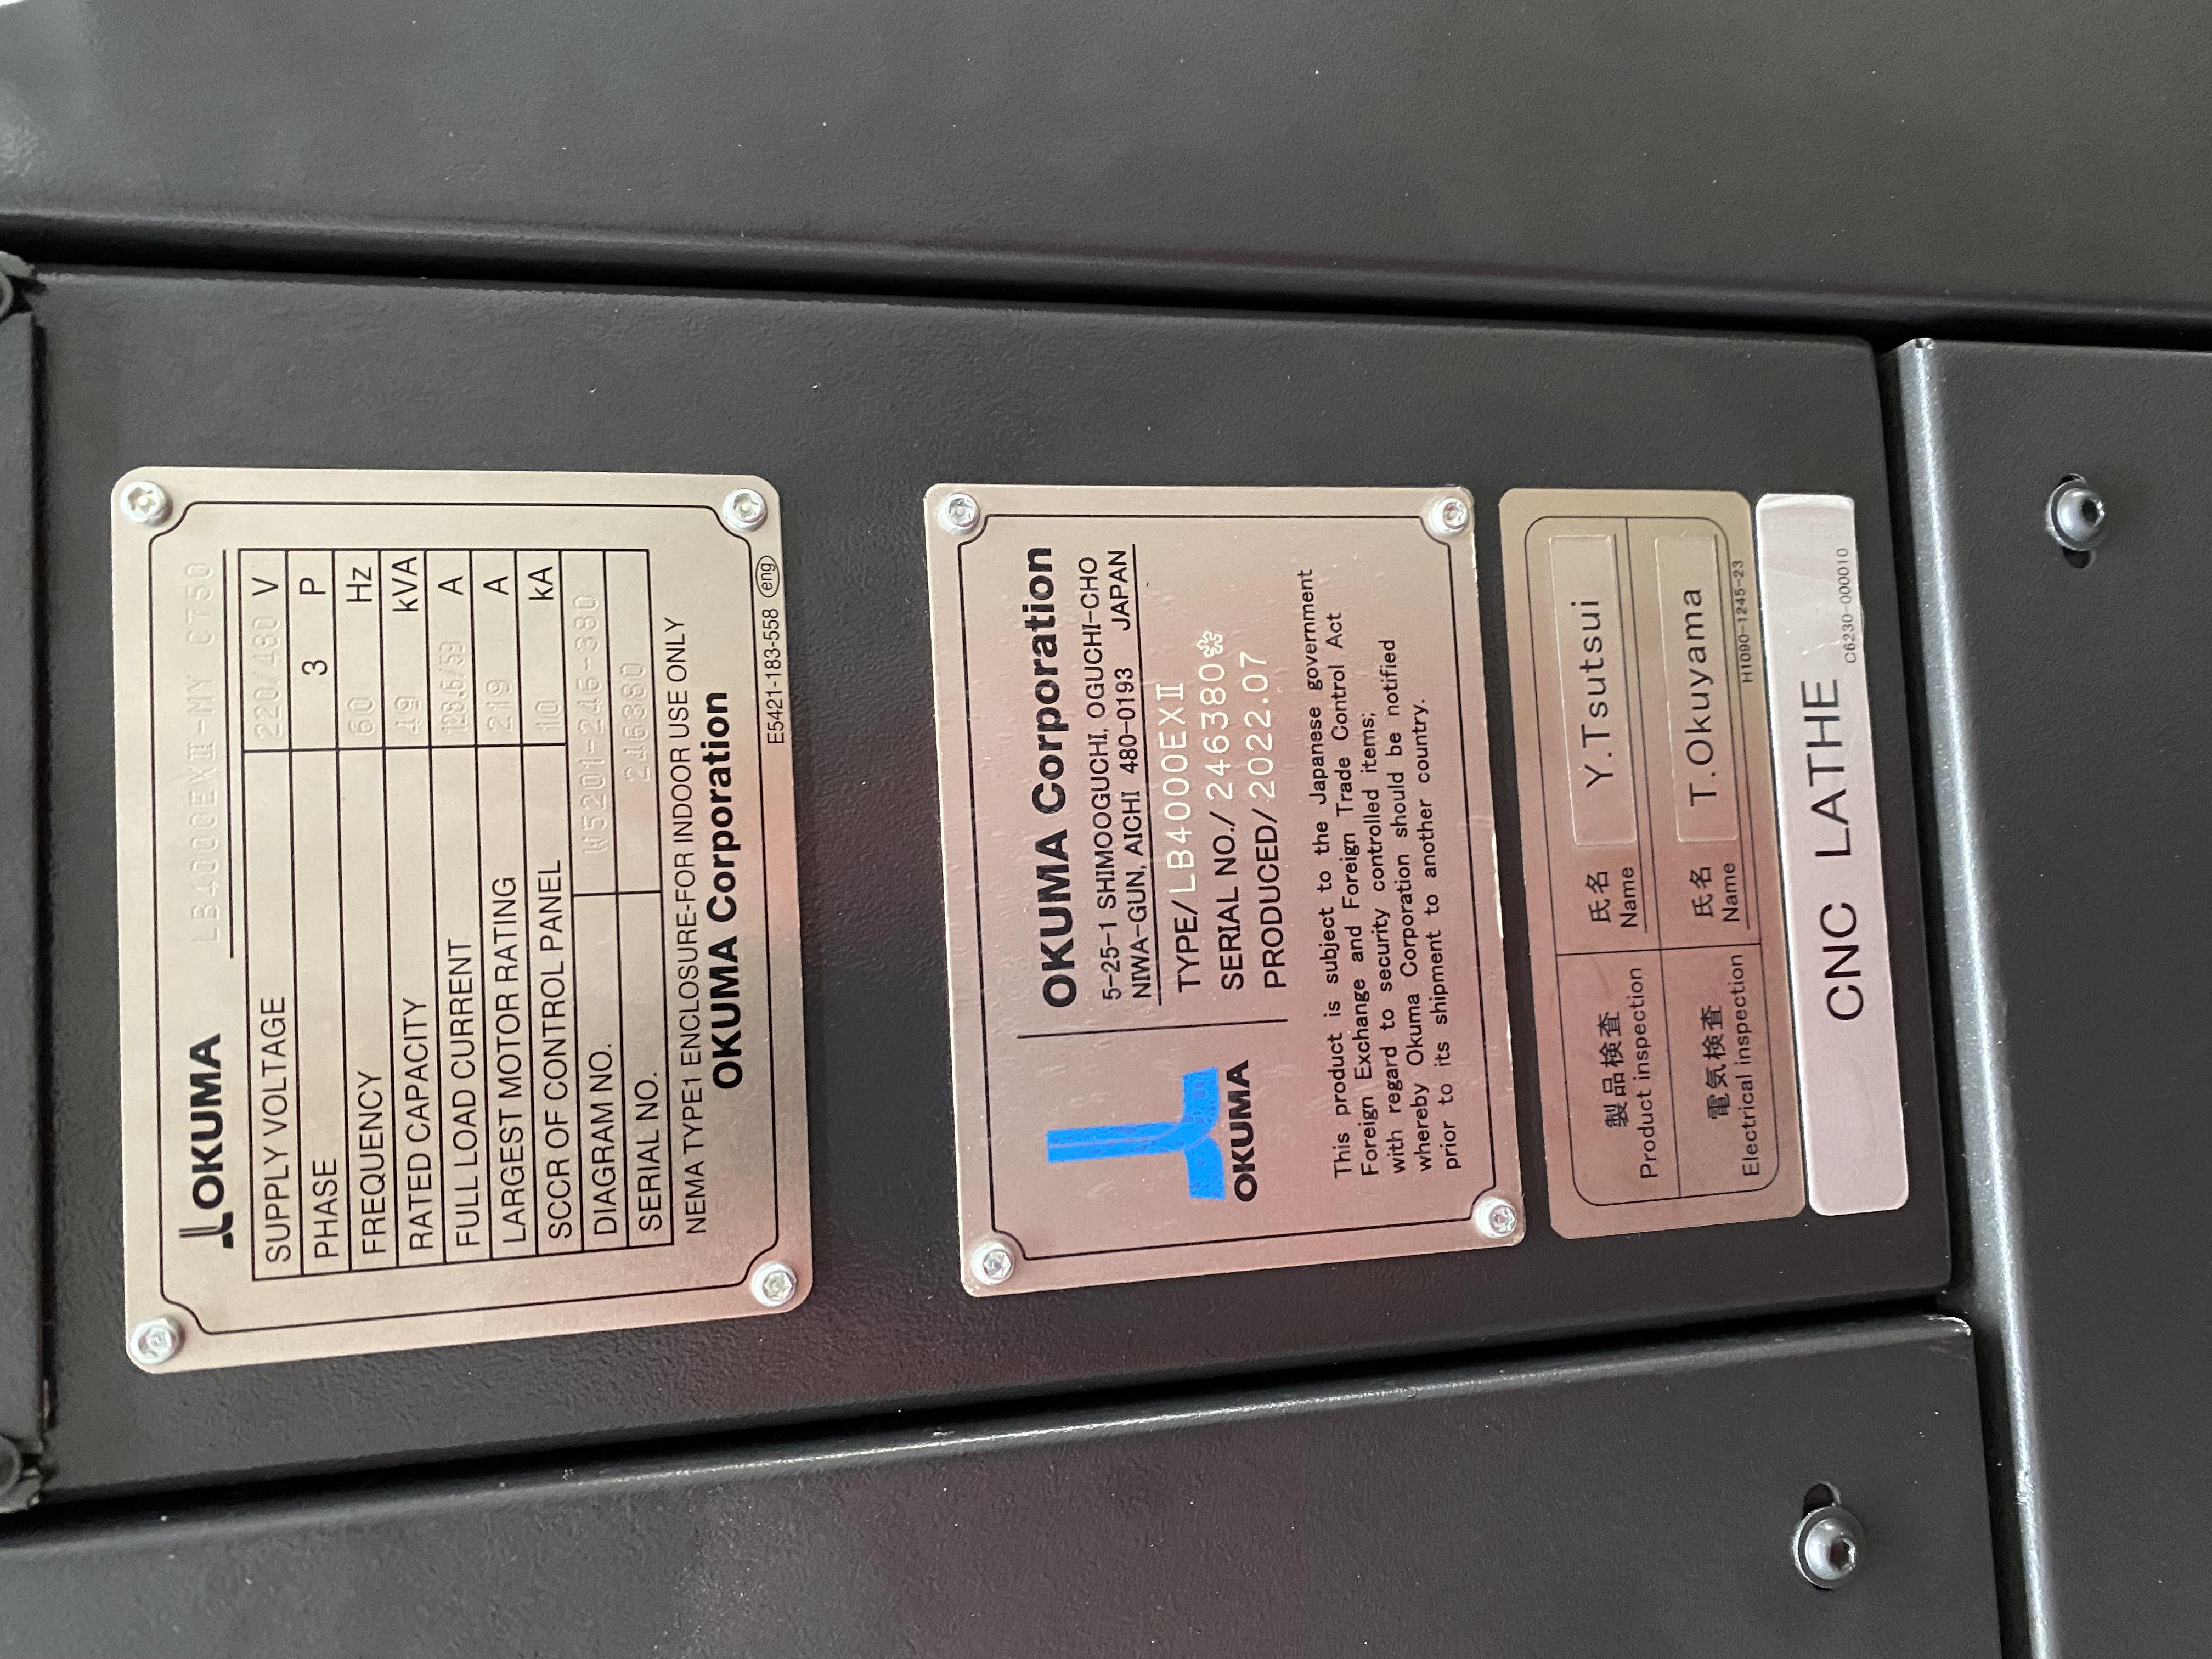 OKUMA LB4000EXⅡ-MY CT50
SUPPLY VOLTAGE 220/480 V
PHASE 3 P
FREQUENCY 60 Hz
RATED CAPACITY 49 kVA
FULL LOAD CURRENT A
LARGEST MOTOR RATING 219 A
SCCR OF CONTROL PANEL 10 kA
DIAGRAM NO. W5201-246-380
SERIAL NO. 246380
NEMA TYPE1 ENCLOSURE-FOR INDOOR USE ONLY
OKUMA Corporation
E5421-183-558 eng
OKUMA
OKUMA Corporation
5-25-1 SHIMOOGUCHI, OGUCHI-CHO
NIWA-GUN, AICHI 480-0193 JAPAN
TYPE/ LB4000EXⅡ
SERIAL NO./ 246380
PRODUCED/ 2022.07
This product is subject to the Japanese government
Foreign Exchange and Foreign Trade Control Act
with regard to security controlled items;
whereby Okuma Corporation should be notified
prior to its shipment to another country.
製品検査 氏名 Y.Tsutsui
Product inspection Name
電気検査 氏名 T.Okuyama
Electrical inspection Name
H1090-1245-23
CNC LATHE
C6230-000010